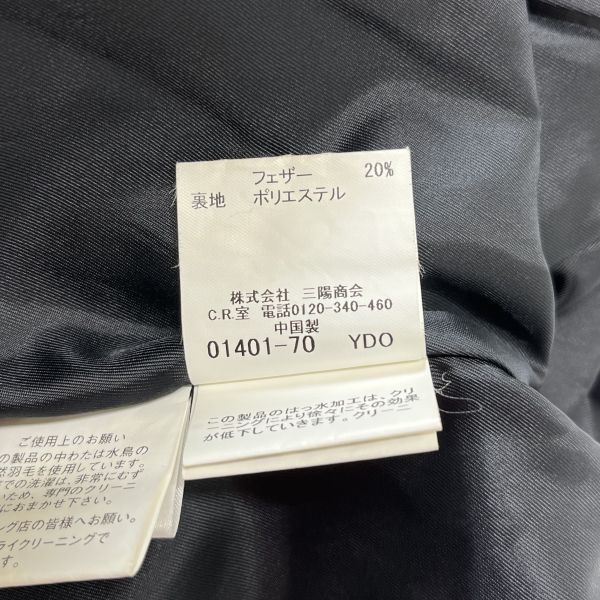 フェザー 20%
裏地 ポリエステル
株式会社 三陽商会
C.R.室 電話0120-340-460
中国製
01401-70 YDO
この製品のはっ水加工は、クリ
ーニングにより徐々にその効果
が低下していきます。クリーニ
ご使用上のお願い
の製品の中わたは水鳥の
然羽毛を使用しています。
での洗濯は、非常にむず
いため、専門のクリーニ
におまかせ下さい。
ング店の皆様へお願い。
ライクリーニングで